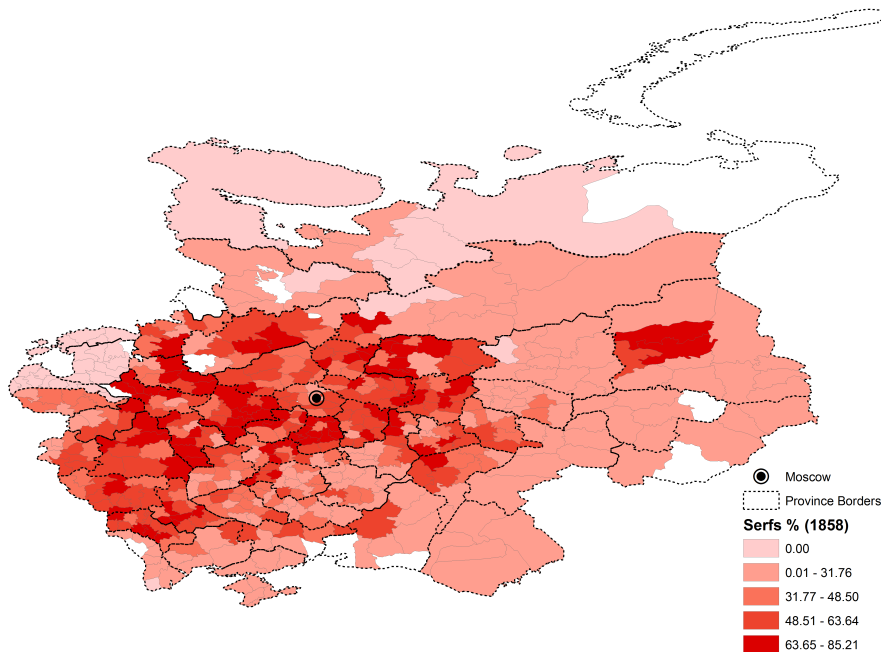 Moscow
Province Borders
Serfs % (1858)
0.00
0.01 - 31.76
31.77 - 48.50
48.51 - 63.64
63.65 - 85.21